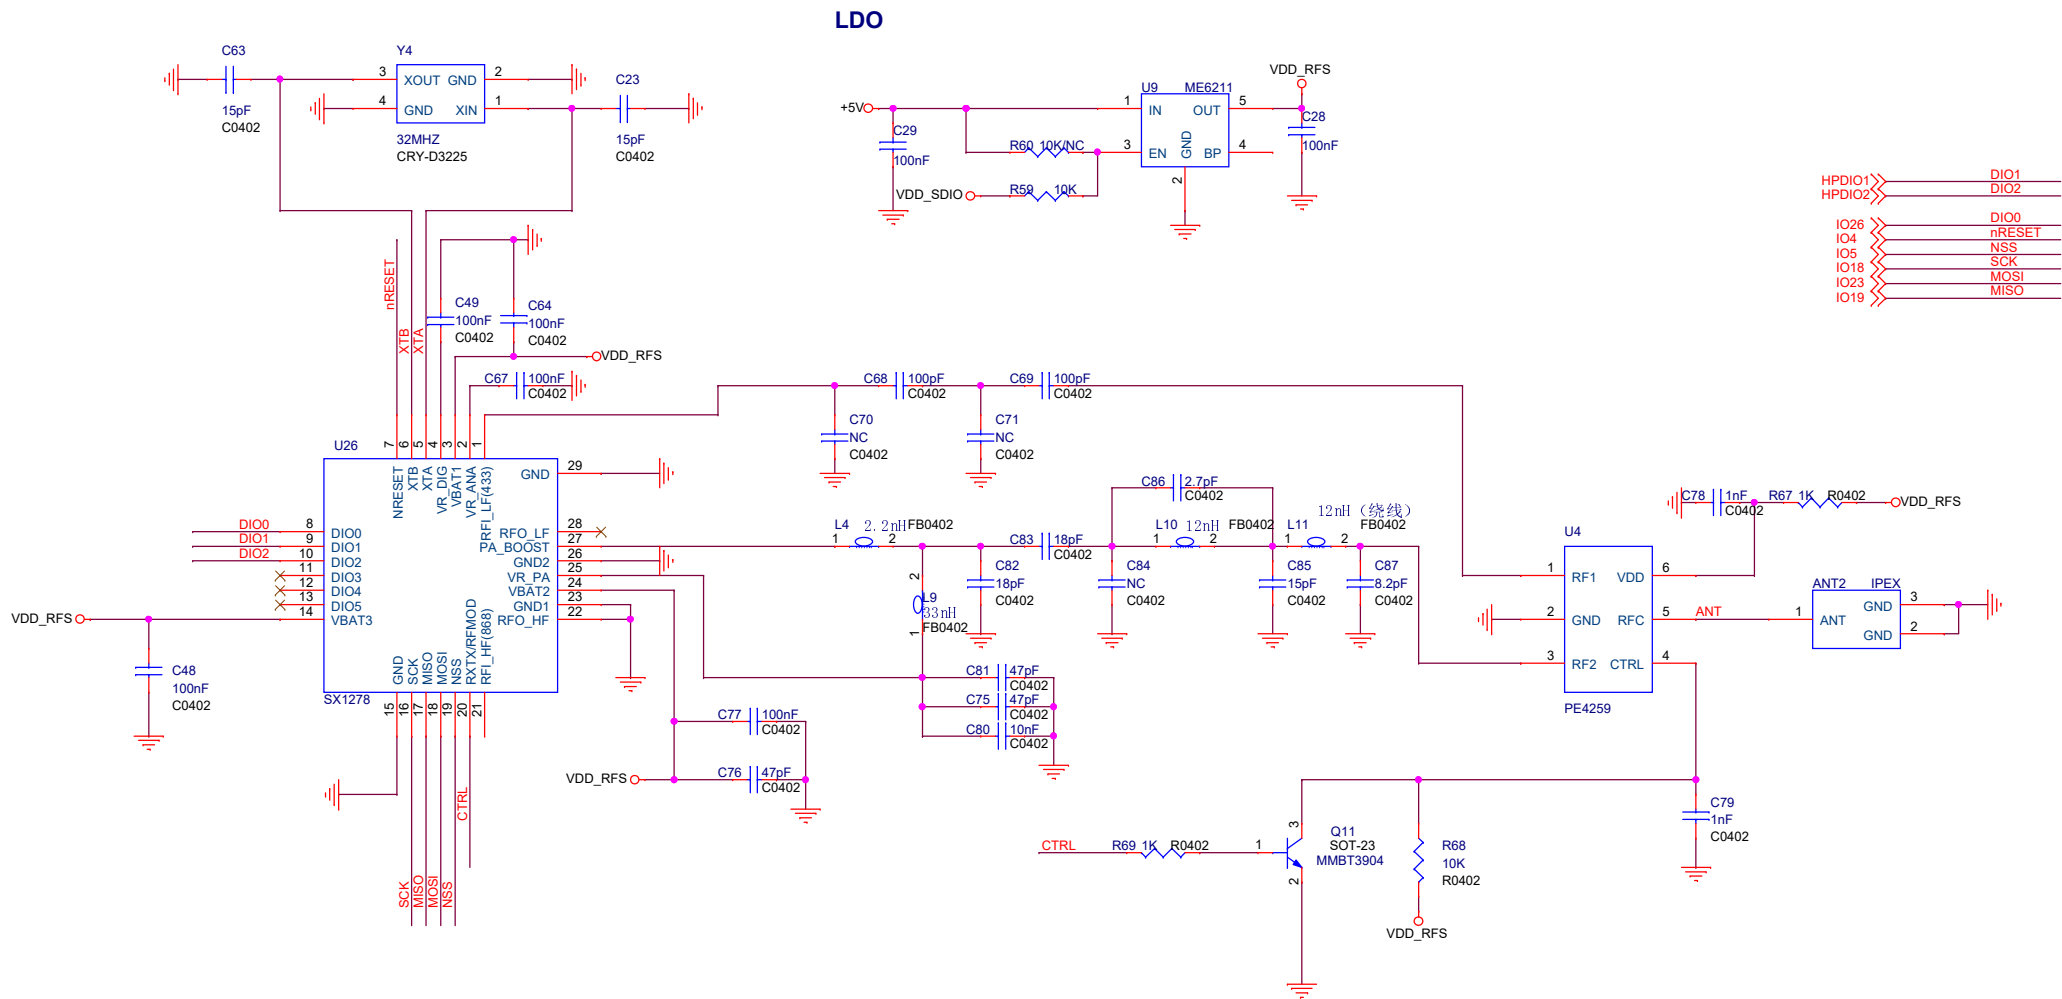 LDO
C63
15pF
C0402
Y4
3 XOUT GND 2
4 GND XIN 1
32MHZ
CRY-D3225
C23
15pF
C0402
+5V
C29
100nF
R60 10K/NC
VDD_SDIO
R59 10K
U9 ME6211
1 IN OUT 5
3 EN GND BP 4
2
VDD_RFS
C28
100nF
HPDIO1 DIO1
HPDIO2 DIO2
IO26 DIO0
IO4 nRESET
IO5 NSS
IO18 SCK
IO23 MOSI
IO19 MISO
nRESET
XTB
XTA
C49
100nF
C0402
C64
100nF
C0402
VDD_RFS
C67 100nF
C0402
C68 100pF
C0402
C69 100pF
C0402
C70
NC
C0402
C71
NC
C0402
U26
7 6 5 4 3 2 1
NRESET
XTB
XTA
VR_DIG
VBAT1
VR_ANA
RFI_LF(433)
GND 29
DIO0 8 DIO0
DIO1 9 DIO1
DIO2 10 DIO2
11 DIO3
12 DIO4
13 DIO5
14 VBAT3
RFO_LF 28
PA_BOOST 27
GND2 26
VR_PA 25
VBAT2 24
GND1 23
RFO_HF 22
GND
SCK
MISO
MOSI
NSS
RXTX/RFMOD
RFI_HF(868)
15 16 17 18 19 20 21
SX1278
VDD_RFS
C48
100nF
C0402
SCK
MISO
MOSI
NSS
CTRL
L4 2.2nH FB0402
1 2
L9
33nH
FB0402
2
1
C82
18pF
C0402
C83 18pF
C0402
C84
NC
C0402
C86 2.7pF
C0402
L10 12nH FB0402
1 2
L11
12nH（绕线）
FB0402
1 2
C85
15pF
C0402
C87
8.2pF
C0402
C81 47pF
C0402
C75 47pF
C0402
C80 10nF
C0402
C77 100nF
C0402
VDD_RFS
C76 47pF
C0402
C78 1nF
C0402
R67 1K R0402
VDD_RFS
U4
1 RF1 VDD 6
2 GND RFC 5
3 RF2 CTRL 4
PE4259
ANT
ANT2 IPEX
1 ANT GND 3
GND 2
CTRL
R69 1K R0402
1
3
2
Q11
SOT-23
MMBT3904
R68
10K
R0402
VDD_RFS
C79
1nF
C0402